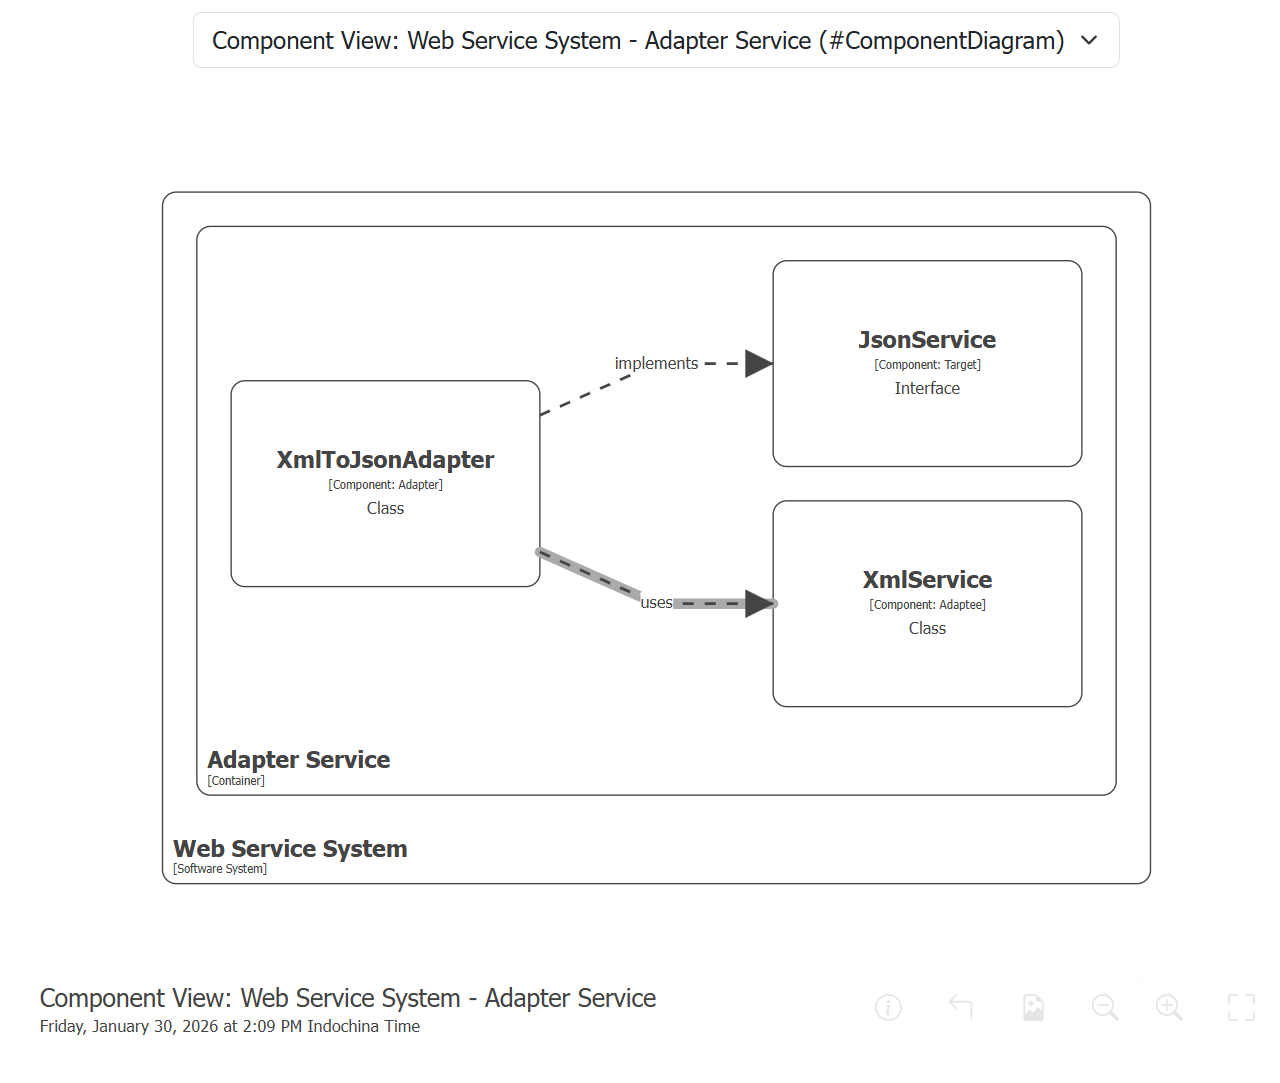 Component View: Web Service System - Adapter Service (#ComponentDiagram)
JsonService
[Component: Target]
Interface
implements
XmlToJsonAdapter
[Component: Adapter]
Class
XmlService
[Component: Adaptee]
Class
uses
Adapter Service
[Container]
Web Service System
[Software System]
Component View: Web Service System - Adapter Service
Friday, January 30, 2026 at 2:09 PM Indochina Time